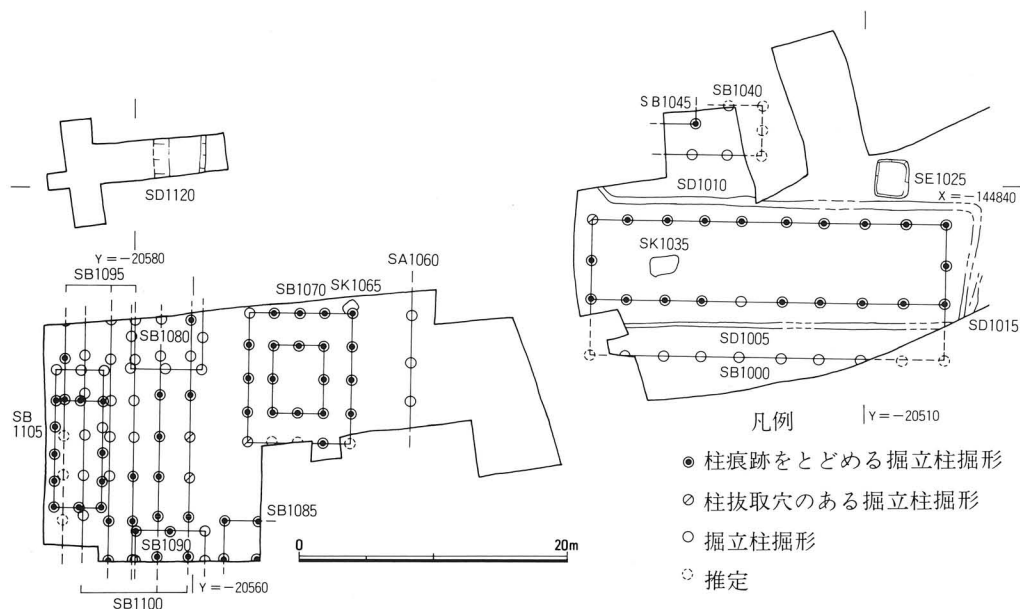 SB1045
SB1040
SD1120
SD1010
SE1025
X=-144840
Y=-20580
SB1095
SB1070
SK1065
SA1060
SK1035
SB1080
SD1005
SD1015
SB1000
SB
1105
Y=-20510
凡例
柱痕跡をとどめる掘立柱掘形
柱抜取穴のある掘立柱掘形
掘立柱掘形
推定
SB1085
SB1090
0
20m
Y=-20560
SB1100